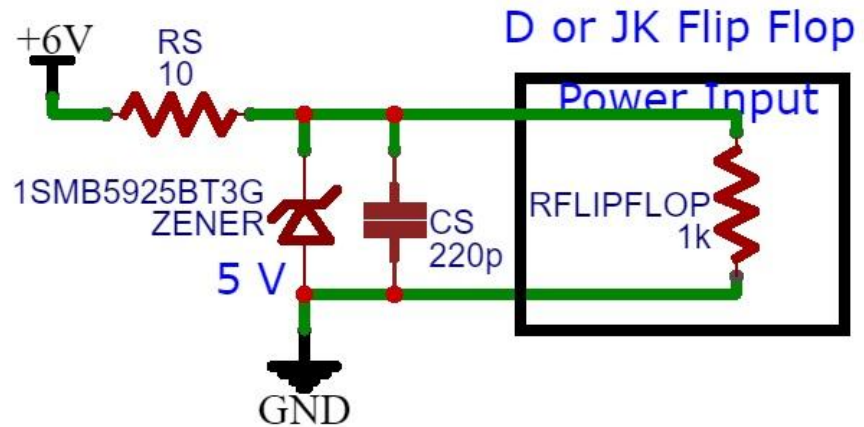 D or JK Flip Flop
Power Input
+6V
RS
10
1SMB5925BT3G
ZENER
5 V
CS
220p
RFLIPFLOP
1k
GND